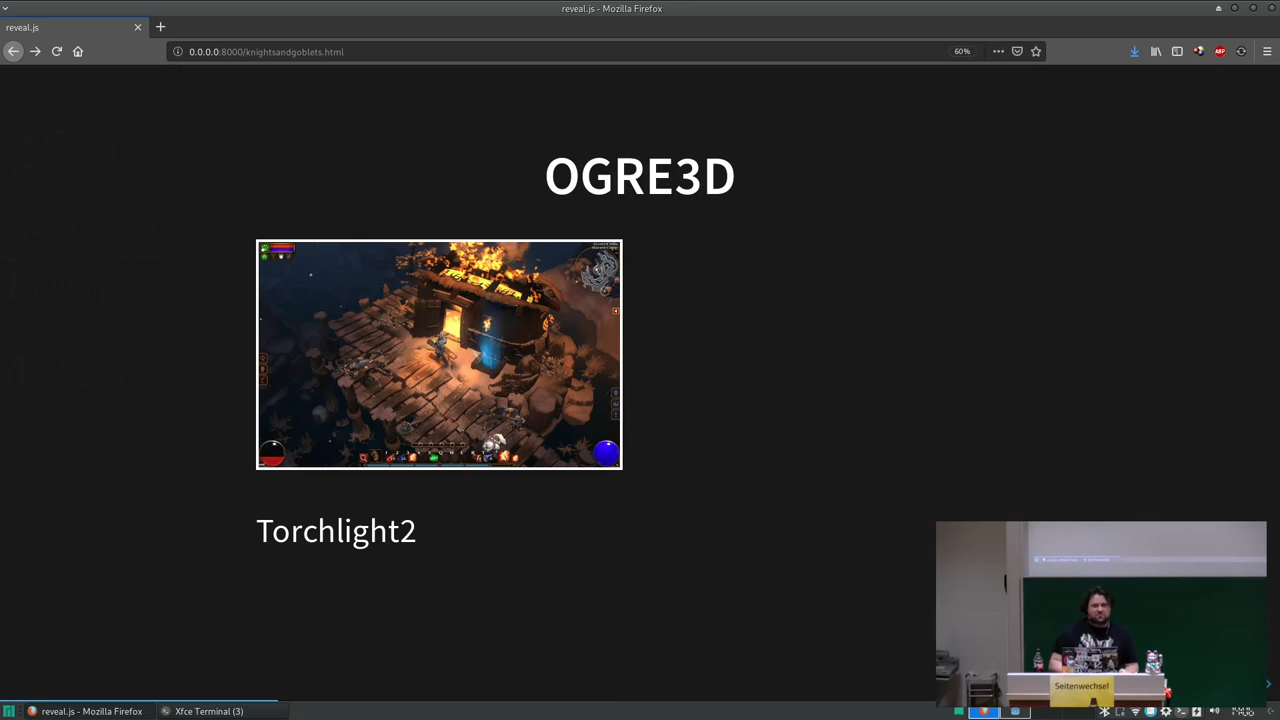 reveal.js - Mozilla Firefox
reveal.js
0.0.0.0:8000/knightsandgoblets.html
60%
ABP
OGRE3D
Torchlight2
Seitenwechsel
reveal.js - Mozilla Firefox
Xfce Terminal (3)